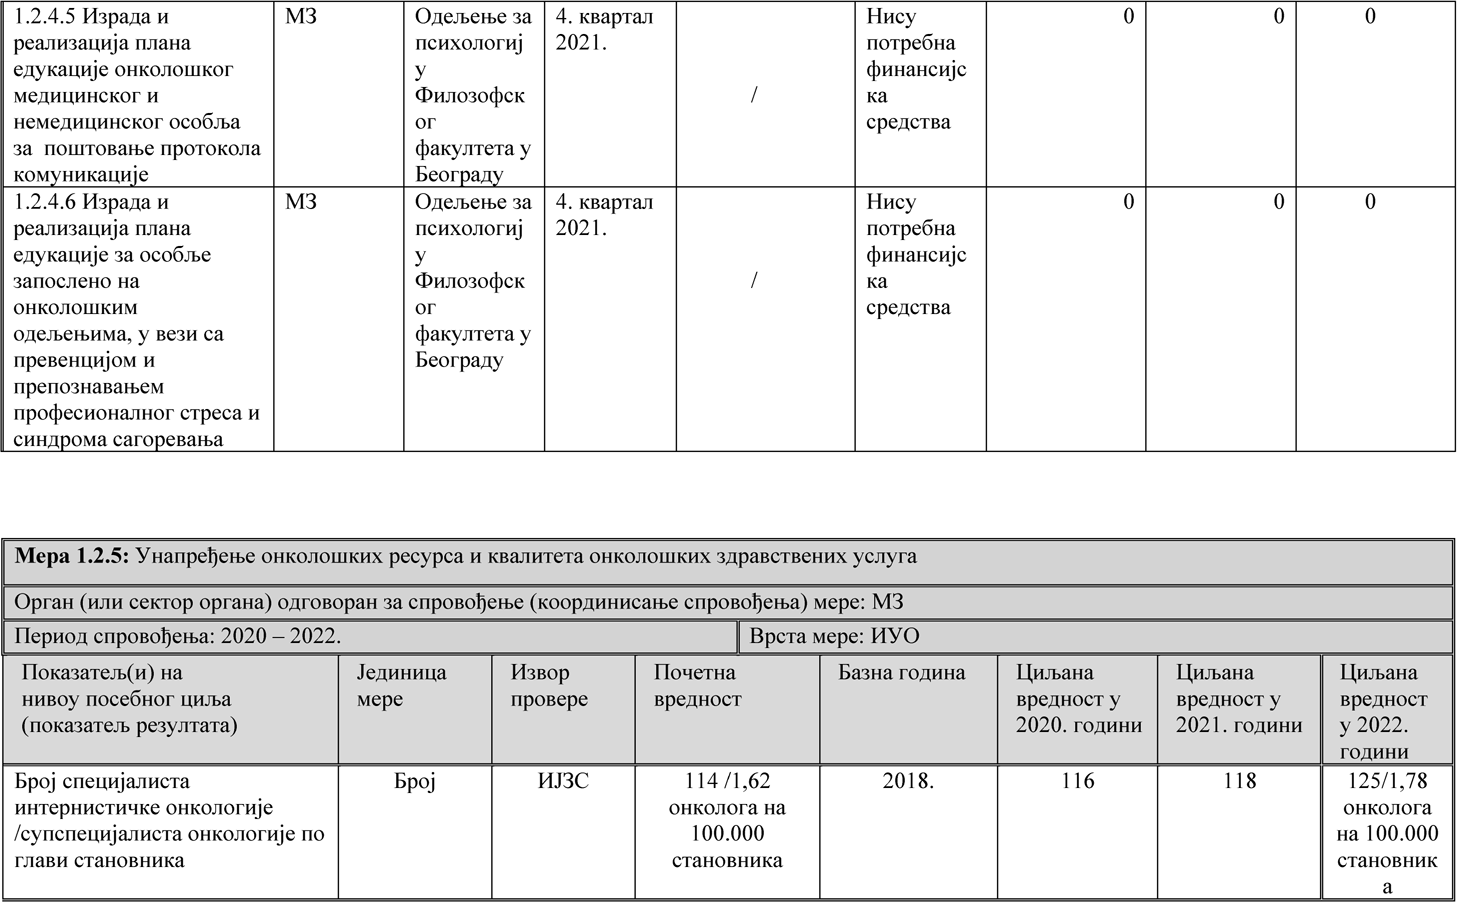 1.2.4.5 Израда и
реализација плана
едукације онколошког
медицинског и
немедицинског особља
за  поштовање протокола
комуникације
МЗ
Одељење за
психологиј
у
Филозофск
ог
факултета у
Београду
4. квартал
2021.
/
Нису
потребна
финансијс
ка
средства
0
0
0
1.2.4.6 Израда и
реализација плана
едукације за особље
запослено на
онколошким
одељењима, у вези са
превенцијом и
препознавањем
професионалног стреса и
синдрома сагоревања
МЗ
Одељење за
психологиј
у
Филозофск
ог
факултета у
Београду
4. квартал
2021.
/
Нису
потребна
финансијс
ка
средства
0
0
0
Мера 1.2.5: Унапређење онколошких ресурса и квалитета онколошких здравствених услуга
Орган (или сектор органа) одговоран за спровођење (координисање спровођења) мере: МЗ
Период спровођења: 2020 – 2022.
Врста мере: ИУО
Показатељ(и) на
нивоу посебног циља
(показатељ резултата)
Јединица
мере
Извор
провере
Почетна
вредност
Базна година
Циљана
вредност у
2020. години
Циљана
вредност у
2021. години
Циљана
вредност
у 2022.
години
Број специјалиста
интернистичке онкологије
/супспецијалиста онкологије по
глави становника
Број
ИЈЗС
114 /1,62
онколога на
100.000
становника
2018.
116
118
125/1,78
онколога
на 100.000
становник
а